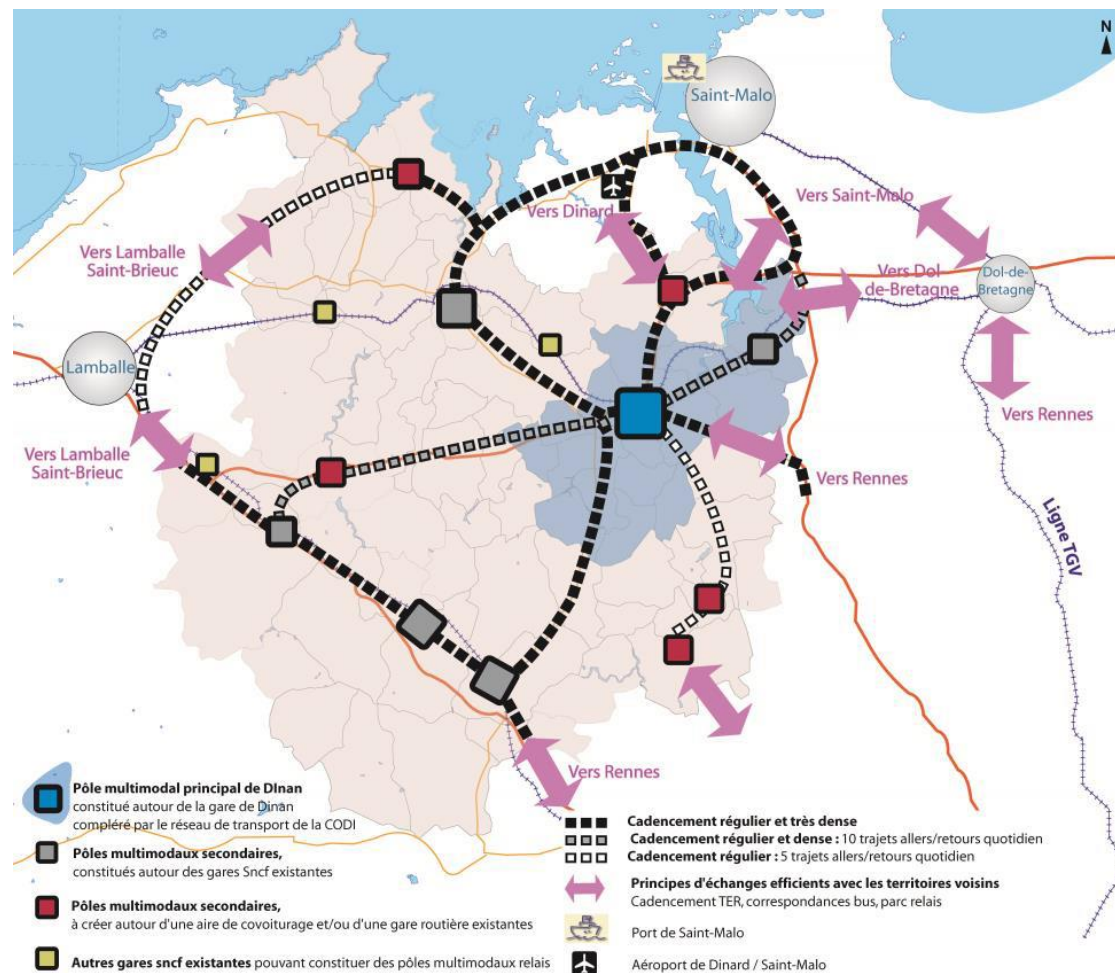 N
Saint-Malo
Vers Saint-Malo
Vers Dinard
Vers Lamballe
Saint-Brieuc
Vers Dol
de-Bretagne
Dol-de-
Bretagne
Lamballe
Vers Rennes
Vers Lamballe
Saint-Brieuc
Vers Rennes
Ligne TGV
Vers Rennes
Pôle multimodal principal de DInan
constitué autour de la gare de Dinan
compléré par le réseau de transport de la CODI
Pôles multimodaux secondaires,
constitués autour des gares Sncf existantes
Pôles multimodaux secondaires,
à créer autour d'une aire de covoiturage et/ou d'une gare routière existantes
Autres gares sncf existantes pouvant constituer des pôles multimodaux relais
Cadencement régulier et très dense
Cadencement régulier et dense : 10 trajets allers/retours quotidien
Cadencement régulier : 5 trajets allers/retours quotidien
Principes d'échanges efficients avec les territoires voisins
Cadencement TER, correspondances bus, parc relais
Port de Saint-Malo
Aéroport de Dinard / Saint-Malo